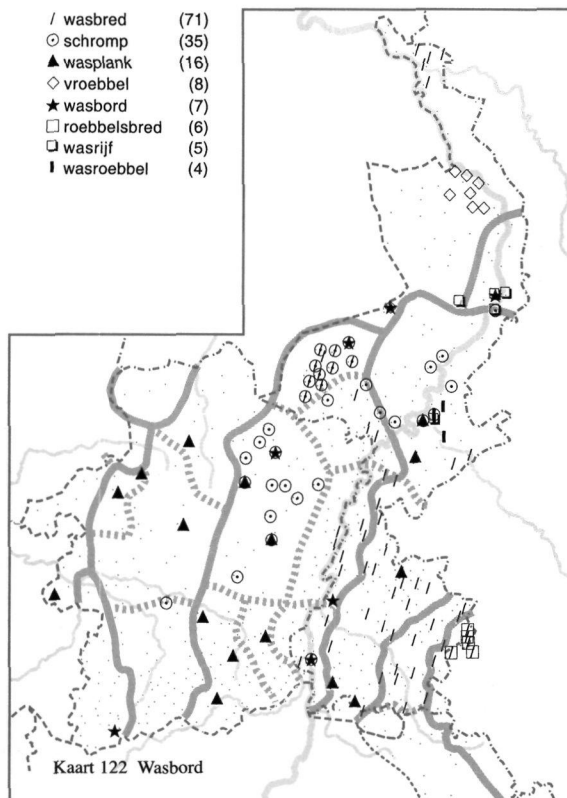 wasbred (71)
schromp (35)
wasplank (16)
vroebbel (8)
wasbord (7)
roebbelsbred (6)
wasrijf (5)
wasroebbel (4)
Kaart 122 Wasbord